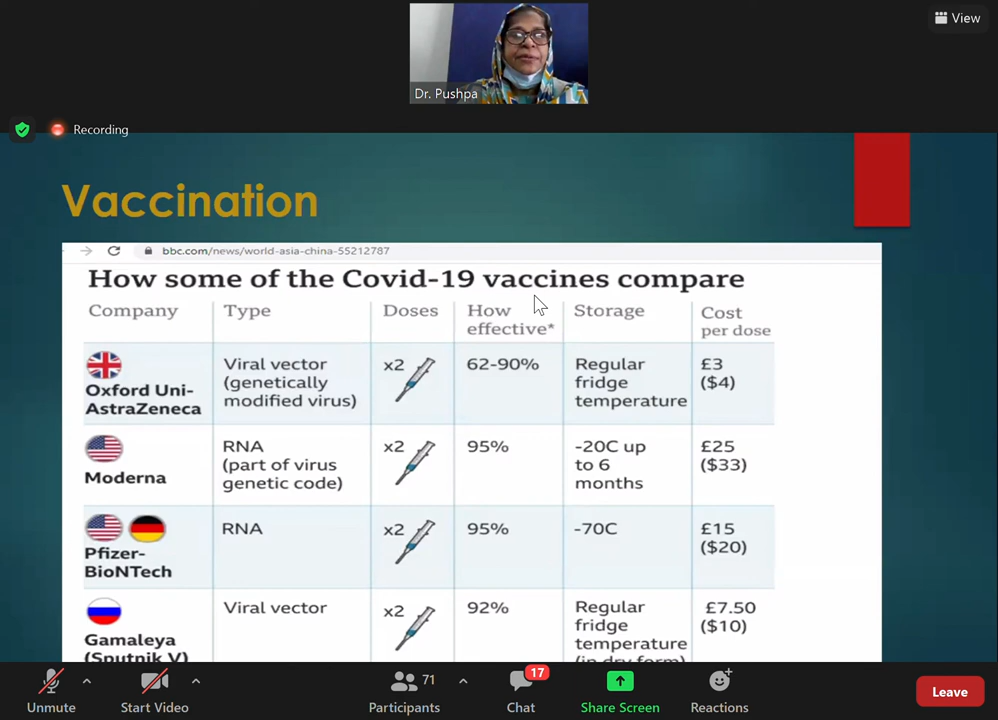 View
Dr. Pushpa
Recording
Vaccination
bbc.com/news/world-asia-china-55212787
How some of the Covid-19 vaccines compare
Company Type Doses How effective* Storage Cost per dose
Oxford Uni-AstraZeneca Viral vector (genetically modified virus) x2 62-90% Regular fridge temperature £3 ($4)
Moderna RNA (part of virus genetic code) x2 95% -20C up to 6 months £25 ($33)
Pfizer-BioNTech RNA x2 95% -70C £15 ($20)
Gamaleya (Sputnik V) Viral vector x2 92% Regular fridge temperature (in dry form) £7.50 ($10)
Unmute Start Video Participants 71 Chat 17 Share Screen Reactions Leave